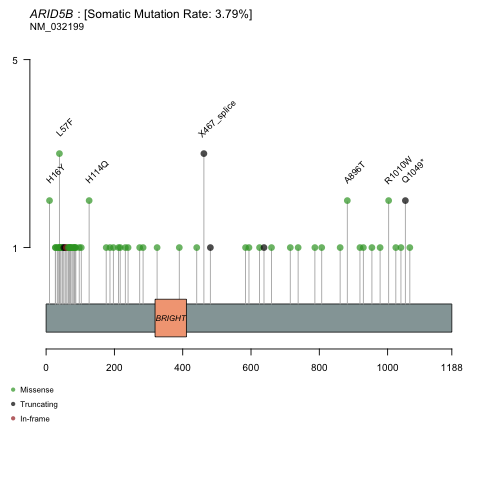 ARID5B : [Somatic Mutation Rate: 3.79%]
NM_032199
5
1
H16Y
L57F
H114Q
X467_splice
A896T
R1010W
Q1049*
BRIGHT
0 200 400 600 800 1000 1188
Missense
Truncating
In-frame